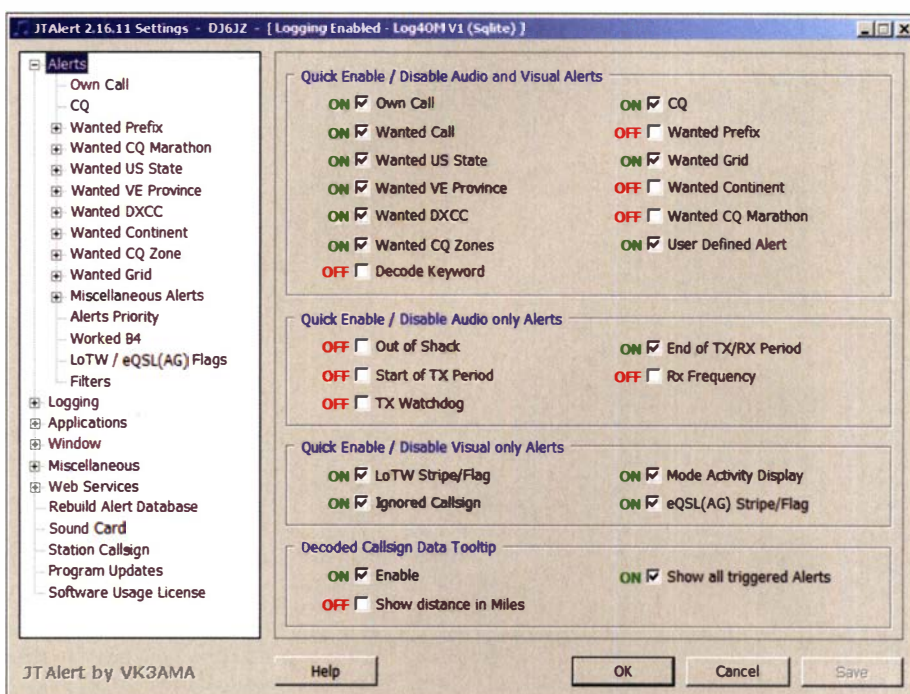 JTAlert 2.16.11 Settings - DJ6JZ - [ Logging Enabled - Log4OM V1 (Sqlite) ]
Alerts
Own Call
CQ
Wanted Prefix
Wanted CQ Marathon
Wanted US State
Wanted VE Province
Wanted DXCC
Wanted Continent
Wanted CQ Zone
Wanted Grid
Miscellaneous Alerts
Alerts Priority
Worked B4
LoTW / eQSL(AG) Flags
Filters
Logging
Applications
Window
Miscellaneous
Web Services
Rebuild Alert Database
Sound Card
Station Callsign
Program Updates
Software Usage License
Quick Enable / Disable Audio and Visual Alerts
ON Own Call
ON CQ
ON Wanted Call
OFF Wanted Prefix
ON Wanted US State
ON Wanted Grid
ON Wanted VE Province
OFF Wanted Continent
ON Wanted DXCC
OFF Wanted CQ Marathon
ON Wanted CQ Zones
ON User Defined Alert
OFF Decode Keyword
Quick Enable / Disable Audio only Alerts
OFF Out of Shack
ON End of TX/RX Period
OFF Start of TX Period
OFF Rx Frequency
OFF TX Watchdog
Quick Enable / Disable Visual only Alerts
ON LoTW Stripe/Flag
ON Mode Activity Display
ON Ignored Callsign
ON eQSL(AG) Stripe/Flag
Decoded Callsign Data Tooltip
ON Enable
ON Show all triggered Alerts
OFF Show distance in Miles
JTAlert by VK3AMA
Help
OK
Cancel
Save